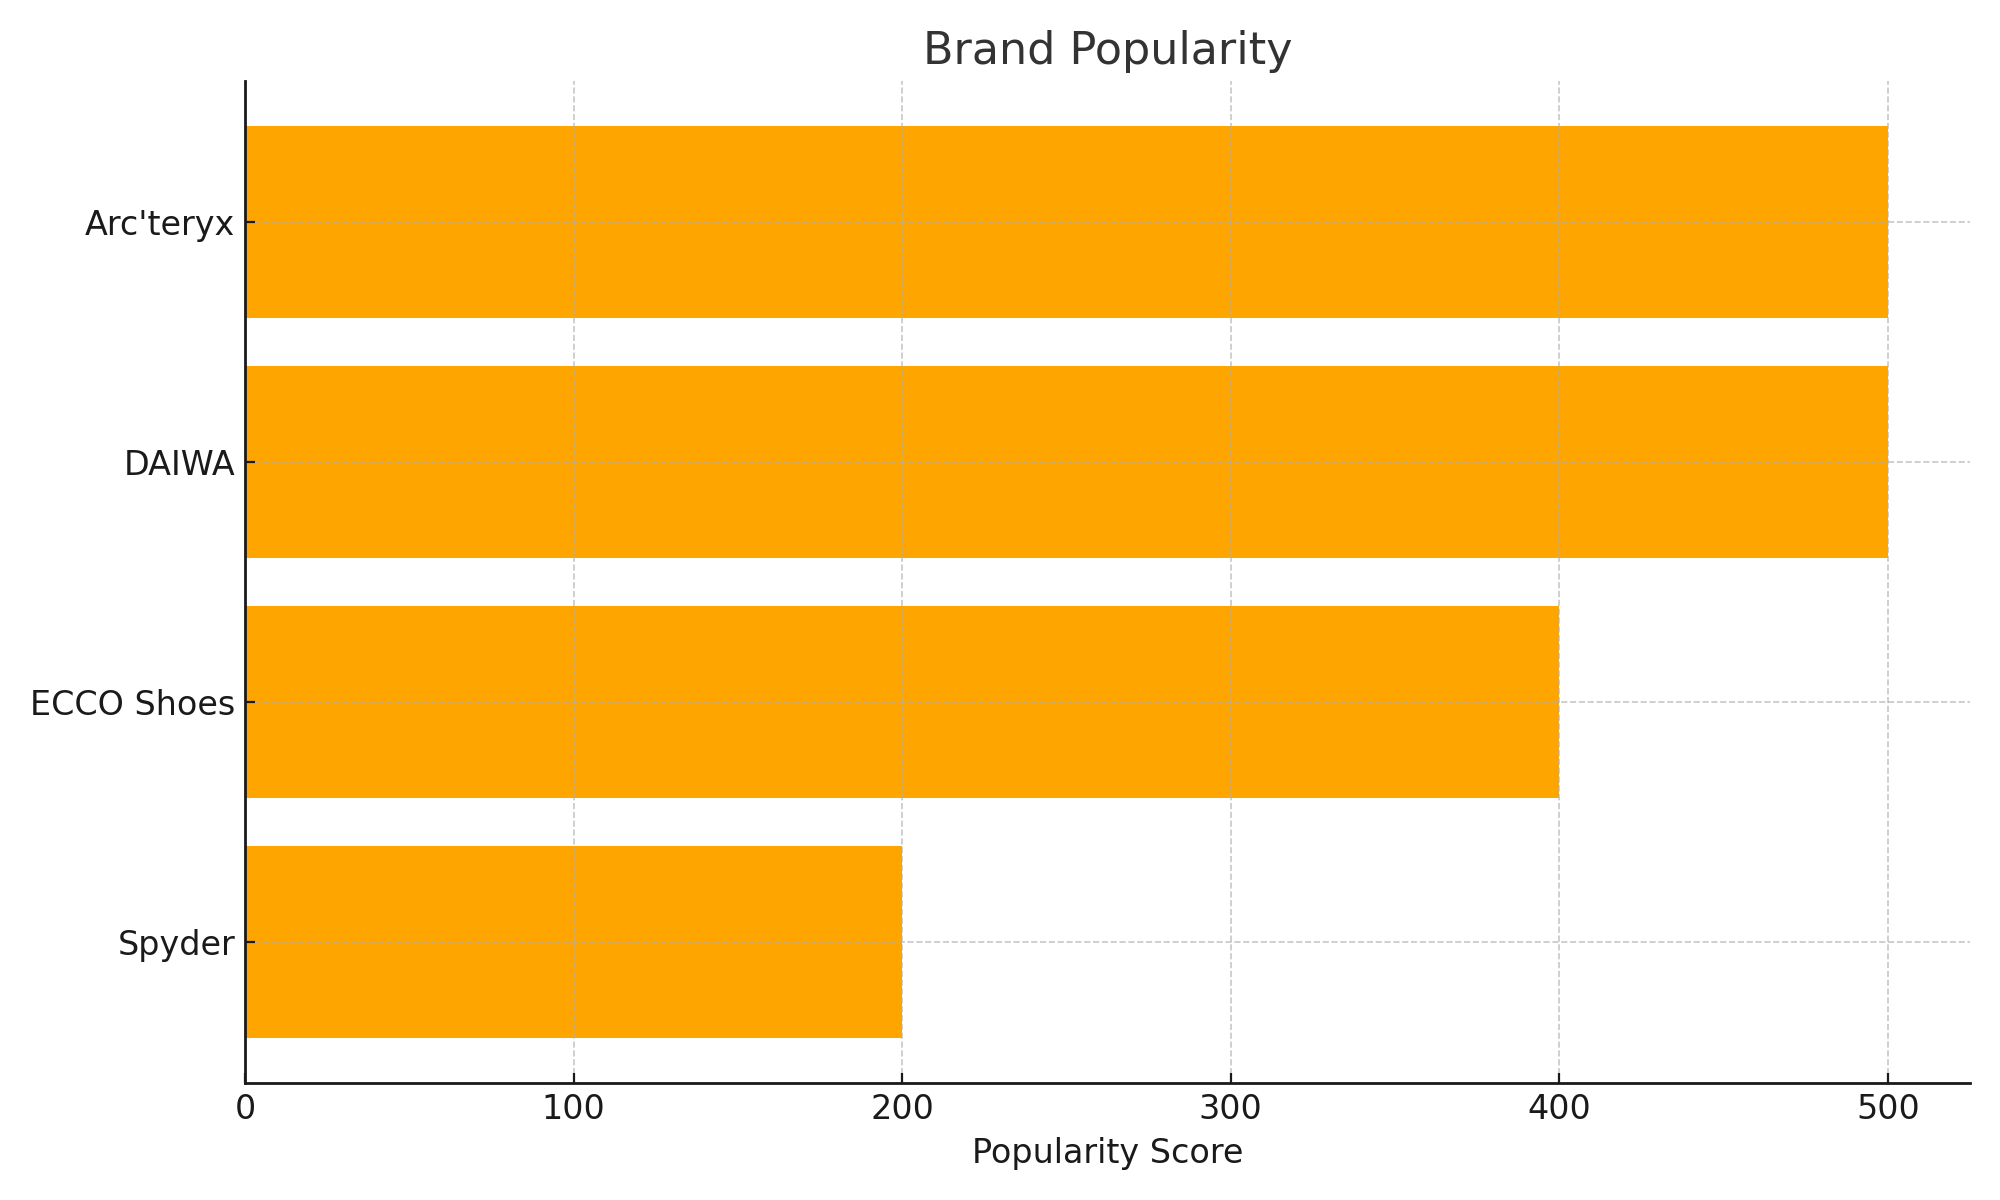 Brand Popularity
Arc'teryx
DAIWA
ECCO Shoes
Spyder
0 100 200 300 400 500
Popularity Score